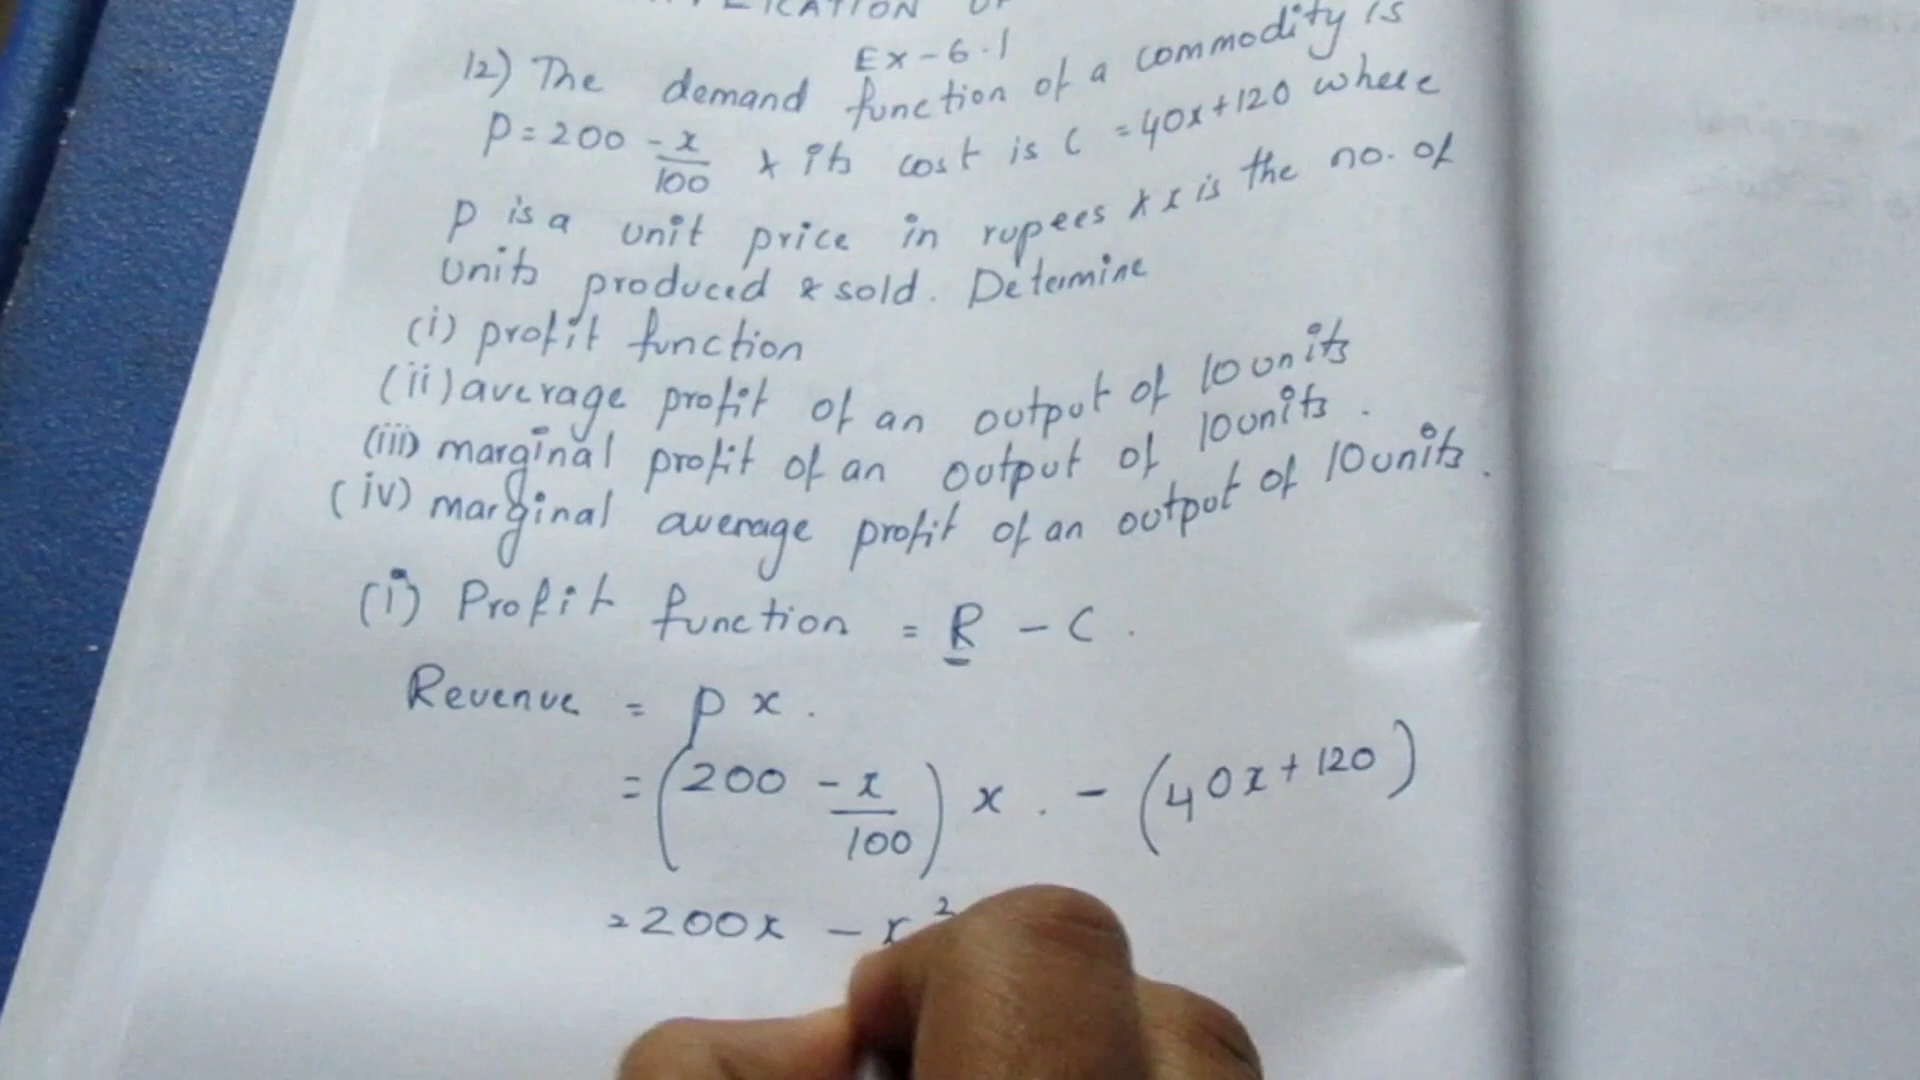 Ex-6.1
12) The demand function of a commodity is
p = 200 - x/100 & its cost is C = 40x+120 where
p is a unit price in rupees & x is the no. of
units produced & sold. Determine
(i) profit function
(ii) average profit of an output of 10 units
(iii) marginal profit of an output of 10 units.
(iv) marginal average profit of an output of 10 units.
(i) Profit function = R - C.
Revenue = p x.
= (200 - x/100) x. - (40x+120)
= 200x - x²